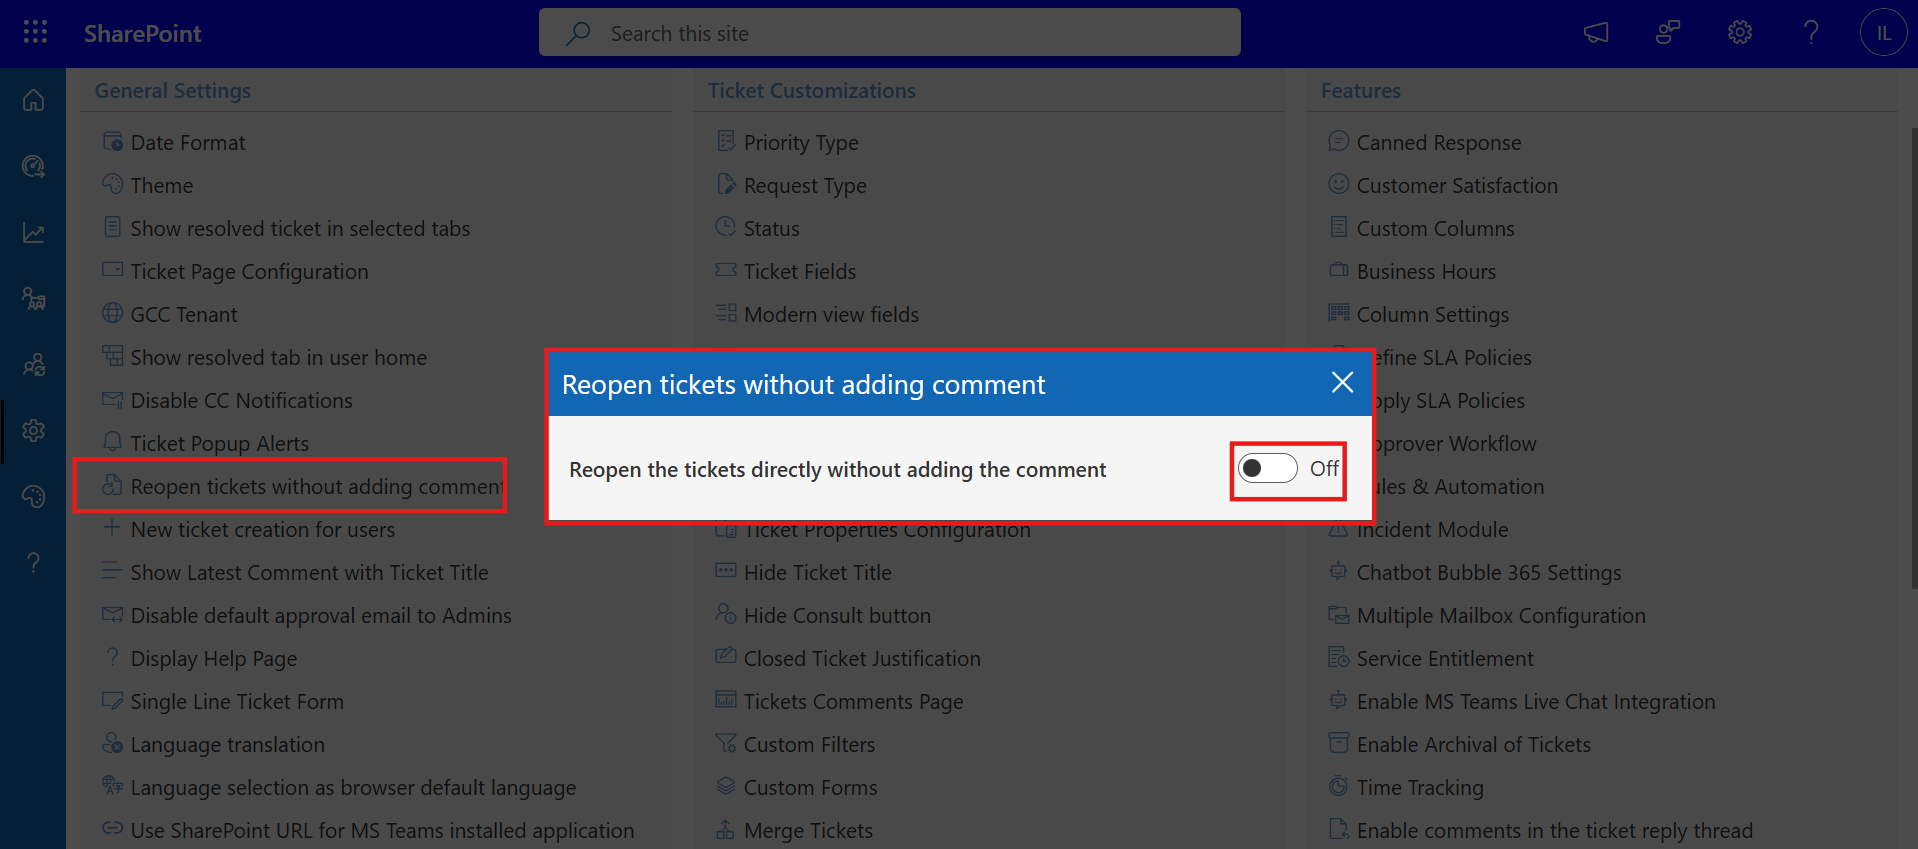 SharePoint
Search this site
IL
General Settings
Date Format
Theme
Show resolved ticket in selected tabs
Ticket Page Configuration
GCC Tenant
Show resolved tab in user home
Disable CC Notifications
Ticket Popup Alerts
Reopen tickets without adding comment
New ticket creation for users
Show Latest Comment with Ticket Title
Disable default approval email to Admins
Display Help Page
Single Line Ticket Form
Language translation
Language selection as browser default language
Use SharePoint URL for MS Teams installed application
Ticket Customizations
Priority Type
Request Type
Status
Ticket Fields
Modern view fields
Reopen tickets without adding comment
Reopen the tickets directly without adding the comment
Off
Ticket Properties Configuration
Hide Ticket Title
Hide Consult button
Closed Ticket Justification
Tickets Comments Page
Custom Filters
Custom Forms
Merge Tickets
Features
Canned Response
Customer Satisfaction
Custom Columns
Business Hours
Column Settings
efine SLA Policies
pply SLA Policies
pprover Workflow
ules & Automation
Incident Module
Chatbot Bubble 365 Settings
Multiple Mailbox Configuration
Service Entitlement
Enable MS Teams Live Chat Integration
Enable Archival of Tickets
Time Tracking
Enable comments in the ticket reply thread